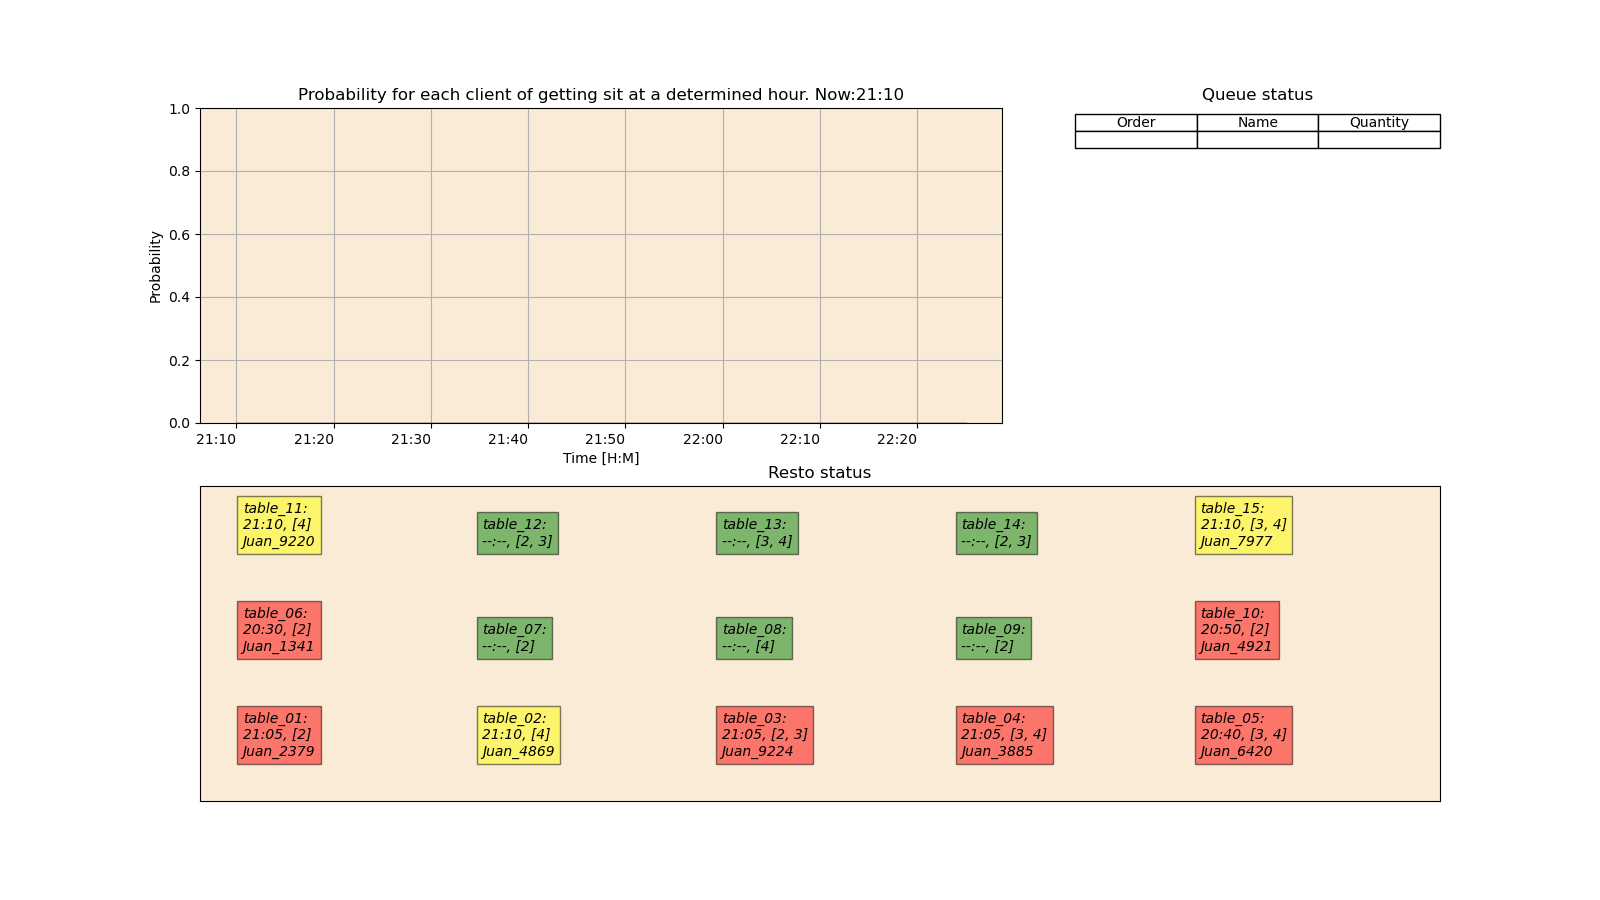 Probability for each client of getting sit at a determined hour. Now:21:10
1.0
0.8
0.6
0.4
0.2
0.0
Probability
21:10 21:20 21:30 21:40 21:50 22:00 22:10 22:20
Time [H:M]
Queue status
Order Name Quantity
Resto status
table_11:
21:10, [4]
Juan_9220
table_12:
--:--, [2, 3]
table_13:
--:--, [3, 4]
table_14:
--:--, [2, 3]
table_15:
21:10, [3, 4]
Juan_7977
table_06:
20:30, [2]
Juan_1341
table_07:
--:--, [2]
table_08:
--:--, [4]
table_09:
--:--, [2]
table_10:
20:50, [2]
Juan_4921
table_01:
21:05, [2]
Juan_2379
table_02:
21:10, [4]
Juan_4869
table_03:
21:05, [2, 3]
Juan_9224
table_04:
21:05, [3, 4]
Juan_3885
table_05:
20:40, [3, 4]
Juan_6420